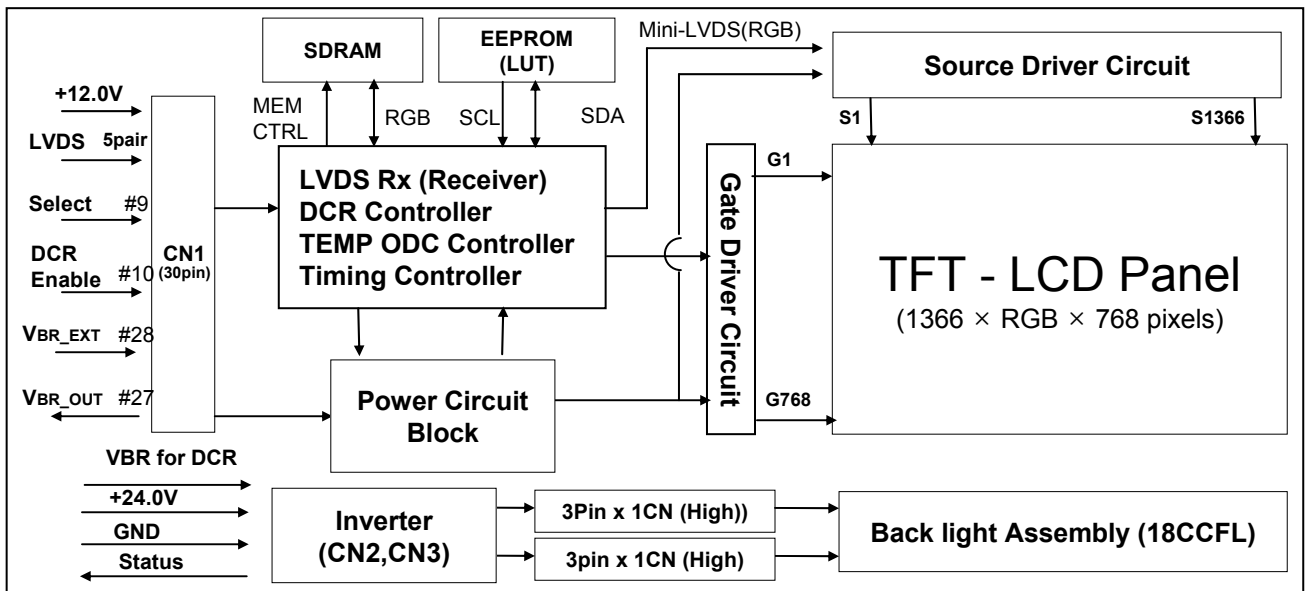 SDRAM
EEPROM
(LUT)
Mini-LVDS(RGB)
Source Driver Circuit
+12.0V
LVDS 5pair
Select #9
DCR
Enable #10
VBR_EXT #28
VBR_OUT #27
CN1
(30pin)
MEM
CTRL
RGB
SCL
SDA
S1
S1366
LVDS Rx (Receiver)
DCR Controller
TEMP ODC Controller
Timing Controller
Gate Driver Circuit
G1
G768
TFT - LCD Panel
(1366 × RGB × 768 pixels)
Power Circuit
Block
VBR for DCR
+24.0V
GND
Status
Inverter
(CN2,CN3)
3Pin x 1CN (High))
3pin x 1CN (High)
Back light Assembly (18CCFL)